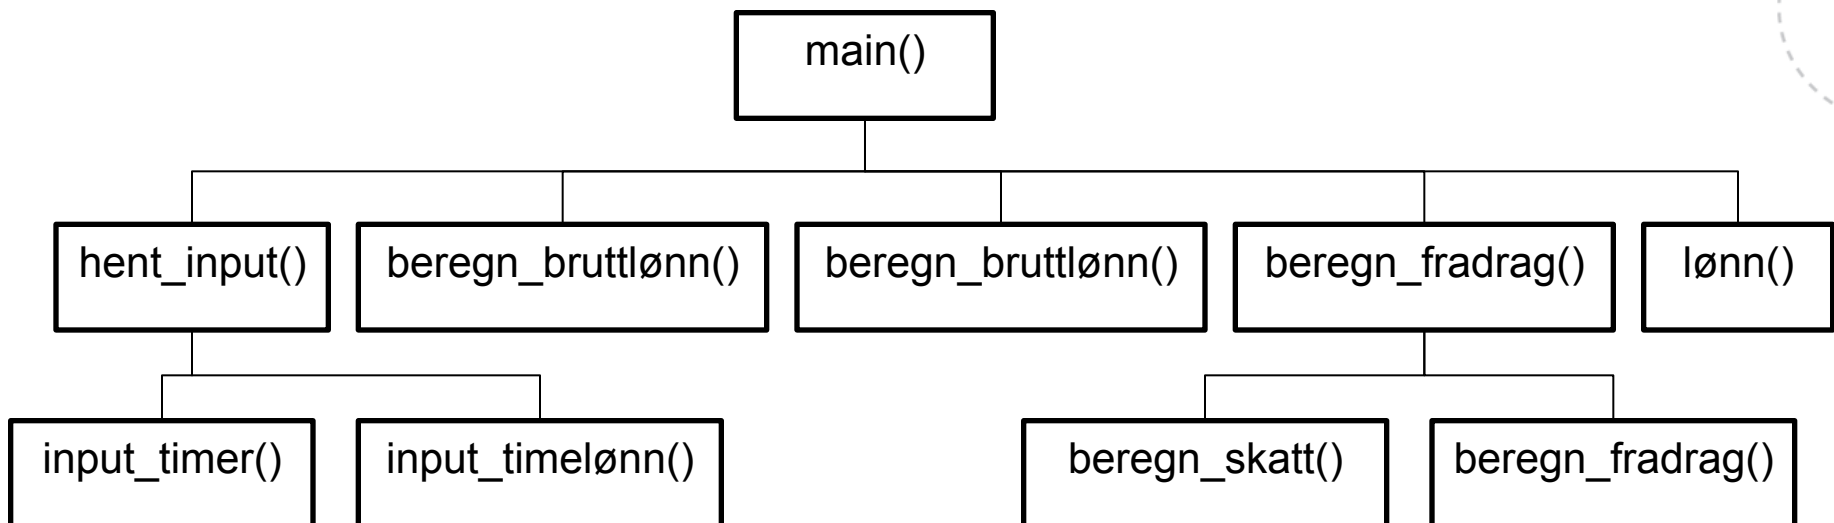 main()
hent_input()
beregn_bruttlønn()
beregn_bruttlønn()
beregn_fradrag()
lønn()
input_timer()
input_timelønn()
beregn_skatt()
beregn_fradrag()